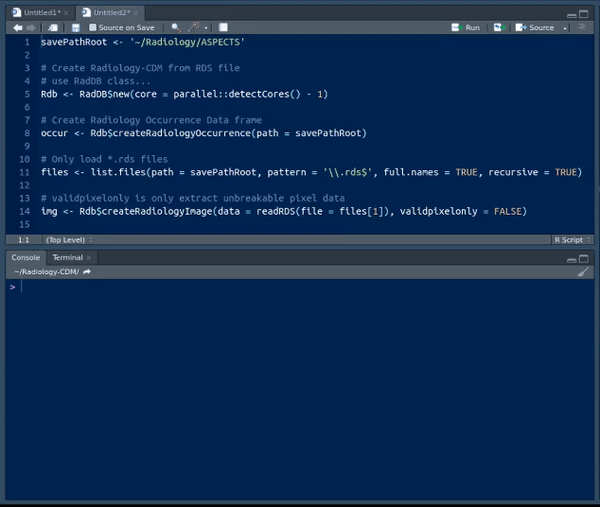 Untitled1* × Untitled2* ×
Source on Save Run Source
1 savePathRoot <- '~/Radiology/ASPECTS'
2
3 # Create Radiology-CDM from RDS file
4 # use RadDB class...
5 Rdb <- RadDB$new(core = parallel::detectCores() - 1)
6
7 # Create Radiology Occurrence Data frame
8 occur <- Rdb$createRadiologyOccurrence(path = savePathRoot)
9
10 # Only load *.rds files
11 files <- list.files(path = savePathRoot, pattern = '\\.rds$', full.names = TRUE, recursive = TRUE)
12
13 # validpixelonly is only extract unbreakable pixel data
14 img <- Rdb$createRadiologyImage(data = readRDS(file = files[1]), validpixelonly = FALSE)
15
1:1 (Top Level) R Script
Console Terminal ×
~/Radiology-CDM/
>